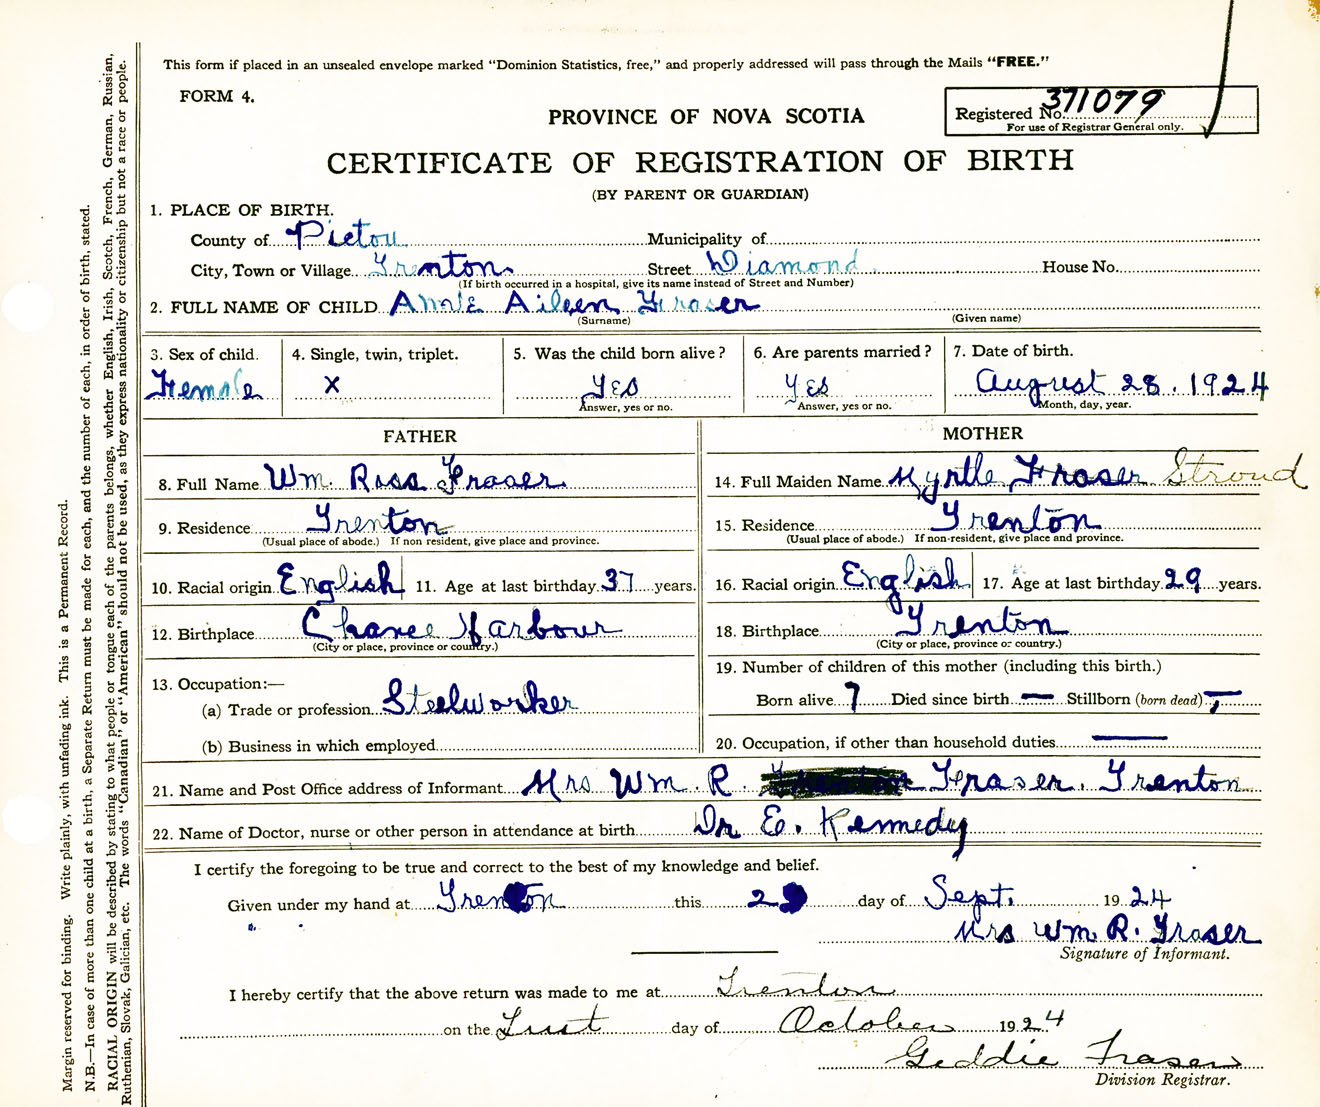 This form if placed in an unsealed envelope marked "Dominion Statistics, free," and properly addressed will pass through the Mails "FREE."
FORM 4.
PROVINCE OF NOVA SCOTIA
Registered No. 371079
For use of Registrar General only.
CERTIFICATE OF REGISTRATION OF BIRTH
(BY PARENT OR GUARDIAN)
1. PLACE OF BIRTH.
County of Pictou Municipality of
City, Town or Village Trenton Street Diamond House No.
(If birth occurred in a hospital, give its name instead of Street and Number)
2. FULL NAME OF CHILD Annie Aileen Fraser
(Surname) (Given name)
3. Sex of child. 4. Single, twin, triplet. 5. Was the child born alive? 6. Are parents married? 7. Date of birth.
Female X Yes Yes August 28. 1924
Answer, yes or no. Answer, yes or no. Month, day, year.
FATHER MOTHER
8. Full Name Wm. Ross Fraser 14. Full Maiden Name Myrtle Fraser Stroud
9. Residence Trenton 15. Residence Trenton
(Usual place of abode.) If non resident, give place and province. (Usual place of abode.) If non-resident, give place and province.
10. Racial origin English 11. Age at last birthday 37 years. 16. Racial origin English 17. Age at last birthday 29 years.
12. Birthplace Chance Harbour 18. Birthplace Trenton
(City or place, province or country.) (City or place, province or country.)
19. Number of children of this mother (including this birth.)
13. Occupation:—
(a) Trade or profession Steelworker Born alive 7 Died since birth — Stillborn (born dead) —
(b) Business in which employed 20. Occupation, if other than household duties —
21. Name and Post Office address of Informant Mrs Wm. R. Fraser. Trenton
22. Name of Doctor, nurse or other person in attendance at birth Dr E. Kennedy
I certify the foregoing to be true and correct to the best of my knowledge and belief.
Given under my hand at Trenton this 2 day of Sept. 1924
Mrs Wm. R. Fraser
Signature of Informant.
I hereby certify that the above return was made to me at Trenton
on the First day of October 1924
Geddie Fraser
Division Registrar.
Margin reserved for binding. Write plainly, with unfading ink. This is a Permanent Record.
N.B.—In case of more than one child at a birth, a Separate Return must be made for each, and the number of each, in order of birth, stated.
RACIAL ORIGIN will be described by stating to what people or tongue each of the parents belongs, whether English, Irish, Scotch, French, German, Russian,
Ruthenian, Slovak, Galician, etc. The words "Canadian" or "American" should not be used, as they express nationality or citizenship but not a race or people.